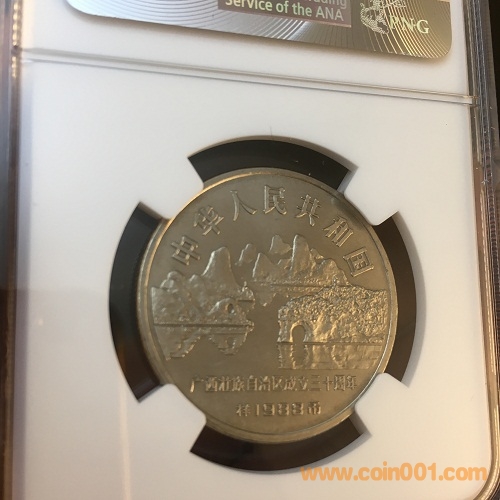 Grading
Service of the ANA
PNG
中华人民共和国
广西壮族自治区成立三十周年
1988
www.coin001.com